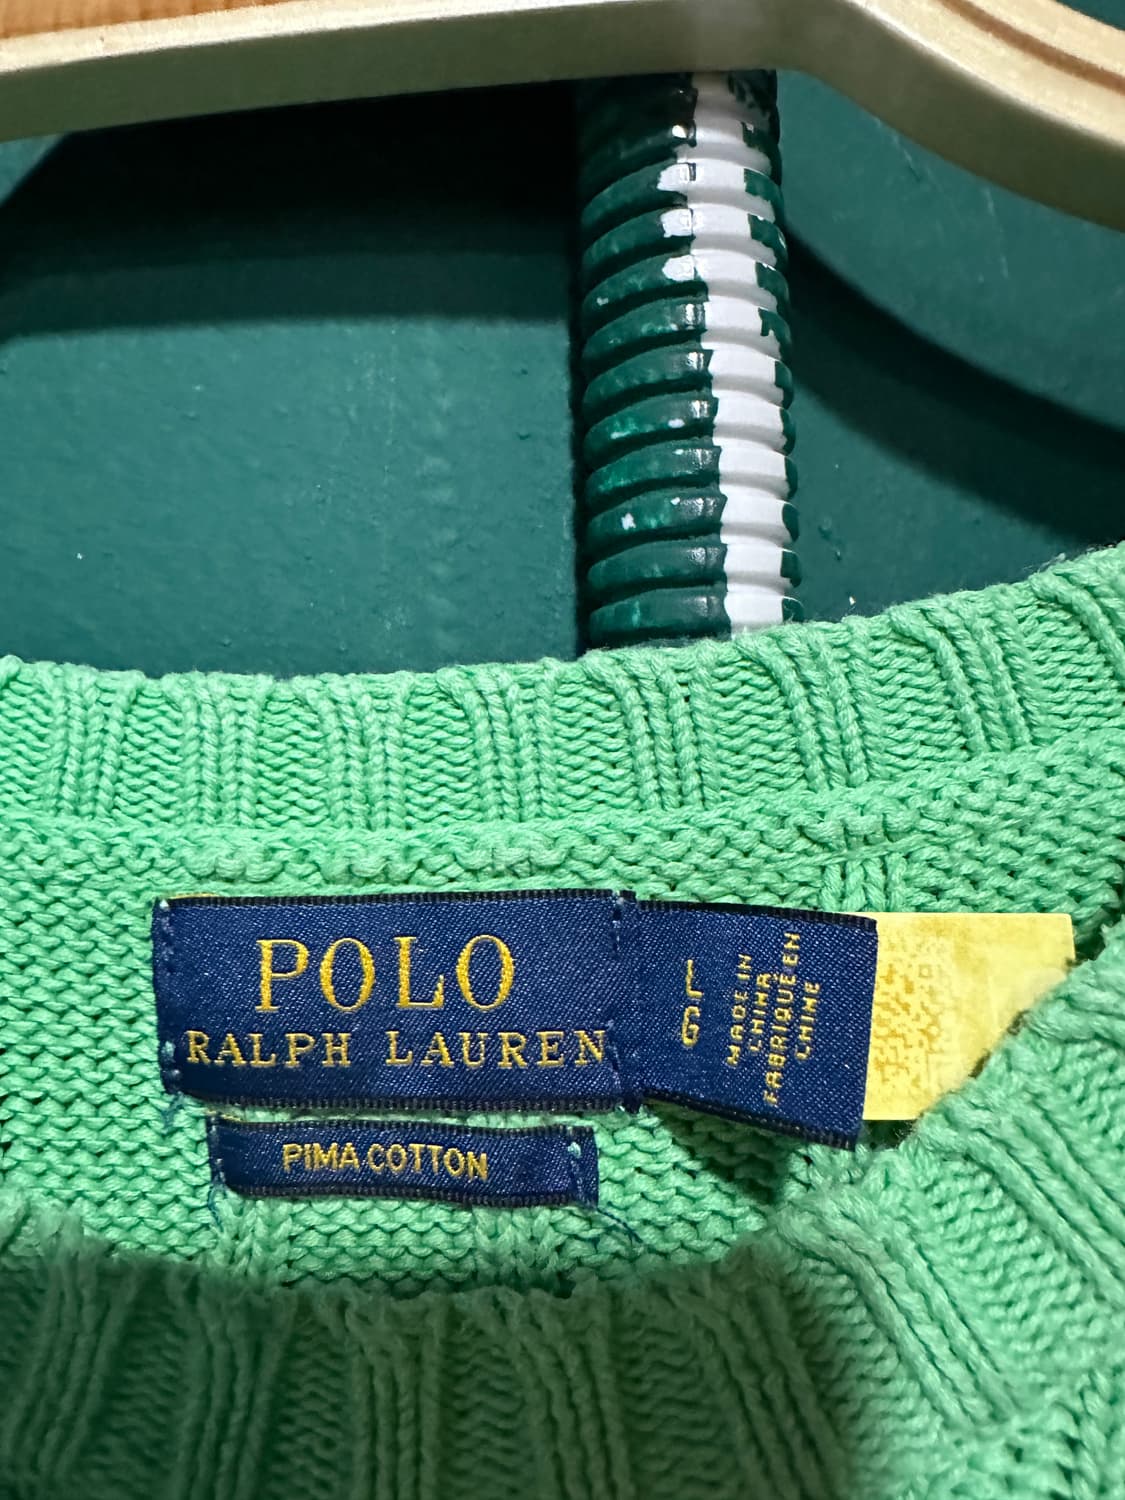 POLO
RALPH LAUREN
L
G
MADE IN
CHINA
FABRIQUÉ EN
CHINE
PIMA COTTON